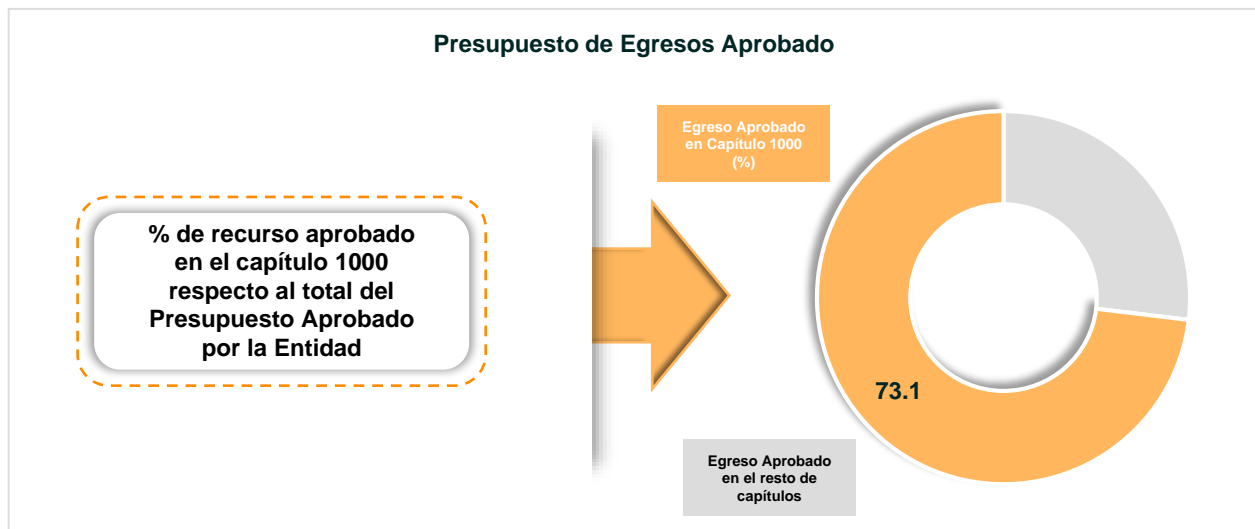 Presupuesto de Egresos Aprobado
Egreso Aprobado
en Capítulo 1000
(%)
% de recurso aprobado
en el capítulo 1000
respecto al total del
Presupuesto Aprobado
por la Entidad
73.1
Egreso Aprobado
en el resto de
capítulos